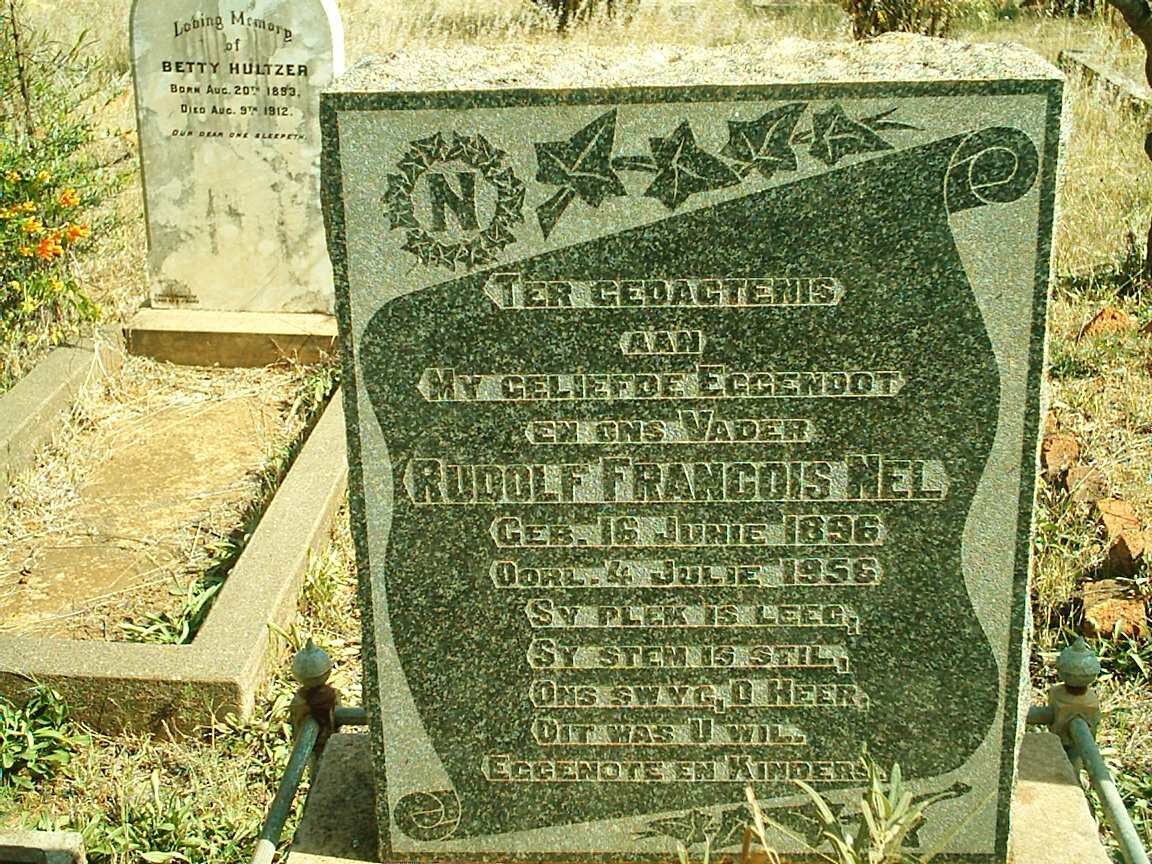 Loving Memory
of
BETTY HULTZER
BORN AUG. 20TH 1893.
DIED AUG. 9TH 1912.
OUR DEAR ONE SLEEPETH.
N
TER GEDAGTENIS
AAN
MY GELIEFDE EGGENOOT
EN ONS VADER
RUDOLF FRANCOIS NEL
GEB. 16 JUNIE 1896
OORL. 4 JULIE 1956
SY PLEK IS LEEG,
SY STEM IS STIL,
ONS SWYG, O HEER,
DIT WAS U WIL.
EGGENOTE EN KINDERS